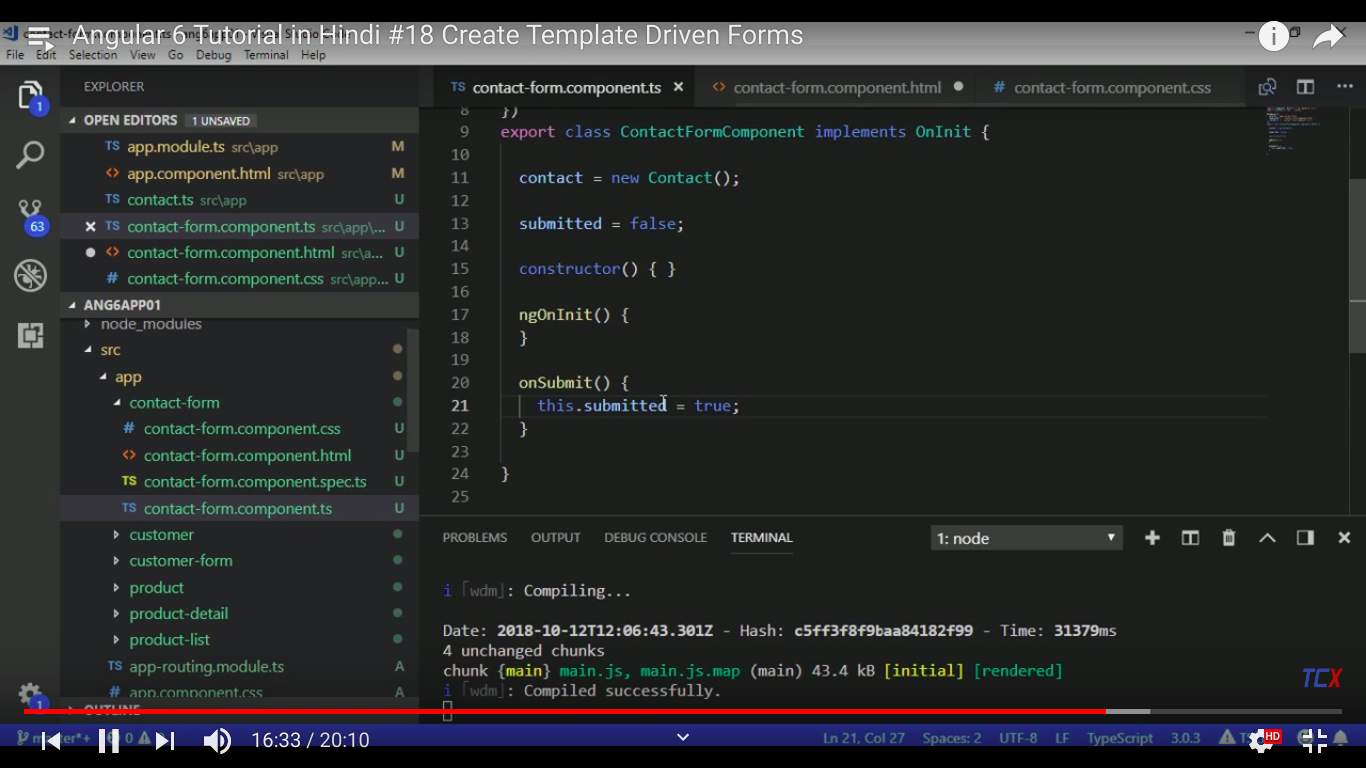 Angular 6 Tutorial in Hindi #18 Create Template Driven Forms
File Edit Selection View Go Debug Terminal Help
EXPLORER
TS contact-form.component.ts
<> contact-form.component.html
# contact-form.component.css
1
OPEN EDITORS 1 UNSAVED
TS app.module.ts src\app M
<> app.component.html src\app M
TS contact.ts src\app U
TS contact-form.component.ts src\app\... U
<> contact-form.component.html src\a... U
# contact-form.component.css src\app... U
63
ANG6APP01
node_modules
src
app
contact-form
# contact-form.component.css U
<> contact-form.component.html U
TS contact-form.component.spec.ts U
TS contact-form.component.ts U
customer
customer-form
product
product-detail
product-list
TS app-routing.module.ts A
# app.component.css A
OUTLINE
1
8 })
9 export class ContactFormComponent implements OnInit {
10
11 contact = new Contact();
12
13 submitted = false;
14
15 constructor() { }
16
17 ngOnInit() {
18 }
19
20 onSubmit() {
21 this.submitted = true;
22 }
23
24 }
25
PROBLEMS OUTPUT DEBUG CONSOLE TERMINAL 1: node
i ｢wdm｣: Compiling...
Date: 2018-10-12T12:06:43.301Z - Hash: c5ff3f8f9baa84182f99 - Time: 31379ms
4 unchanged chunks
chunk {main} main.js, main.js.map (main) 43.4 kB [initial] [rendered]
i ｢wdm｣: Compiled successfully.
TCX
16:33 / 20:10
Ln 21, Col 27 Spaces: 2 UTF-8 LF TypeScript 3.0.3
HD